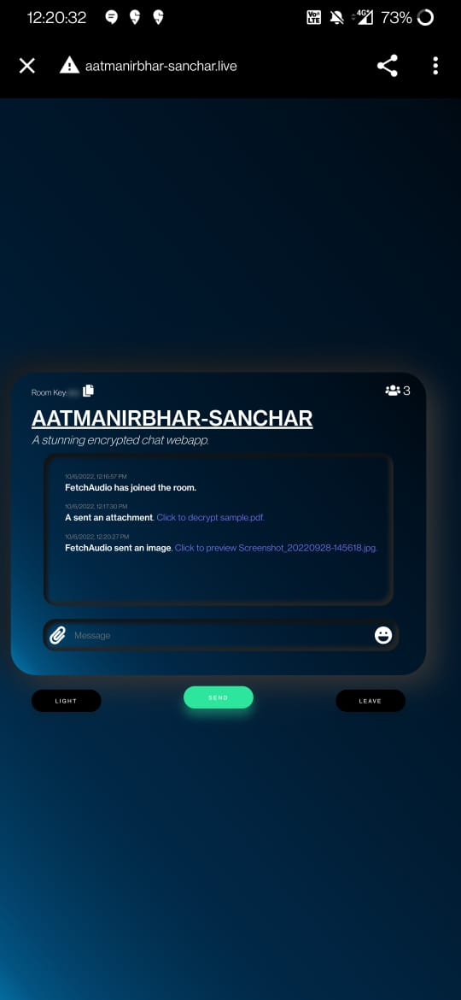 12:20:32
VoLTE 4G+ 73%
aatmanirbhar-sanchar.live
Room Key:
3
AATMANIRBHAR-SANCHAR
A stunning encrypted chat webapp.
10/6/2022, 12:16:57 PM
FetchAudio has joined the room.
10/6/2022, 12:17:30 PM
A sent an attachment. Click to decrypt sample.pdf.
10/6/2022, 12:20:27 PM
FetchAudio sent an image. Click to preview Screenshot_20220928-145618.jpg.
Message
LIGHT
SEND
LEAVE